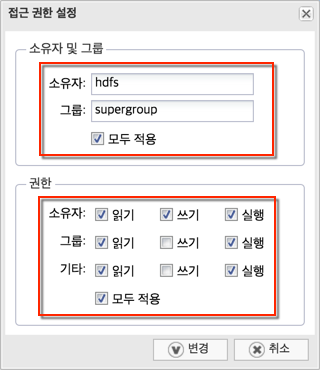 접근 권한 설정
소유자 및 그룹
소유자: hdfs
그룹: supergroup
모두 적용
권한
소유자: 읽기 쓰기 실행
그룹: 읽기 쓰기 실행
기타: 읽기 쓰기 실행
모두 적용
변경 취소